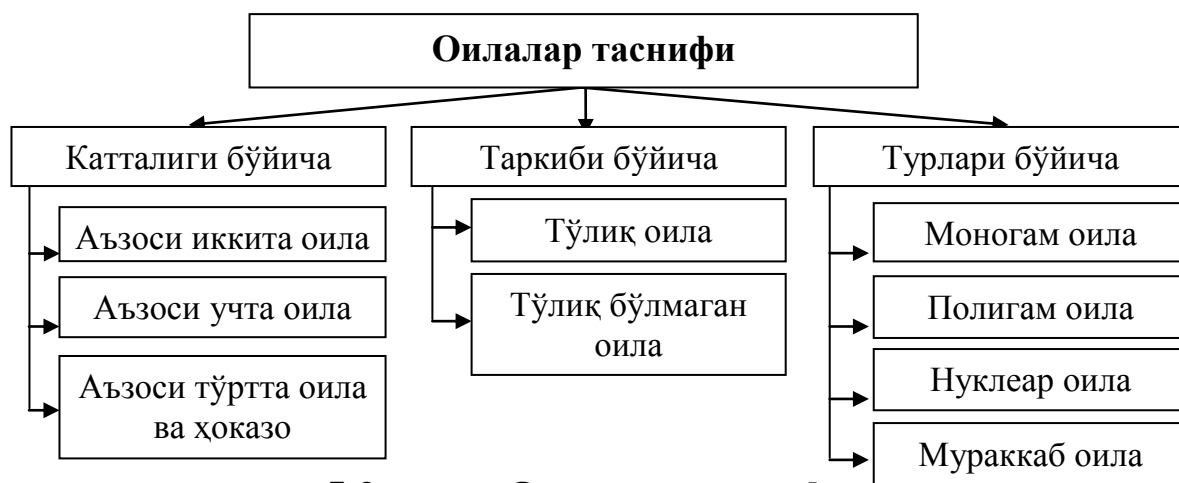 Оилалар таснифи
Катталиги бўйича
Аъзоси иккита оила
Аъзоси учта оила
Аъзоси тўртта оила
ва ҳоказо
Таркиби бўйича
Тўлиқ оила
Тўлиқ бўлмаган
оила
Турлари бўйича
Моногам оила
Полигам оила
Нуклеар оила
Мураккаб оила